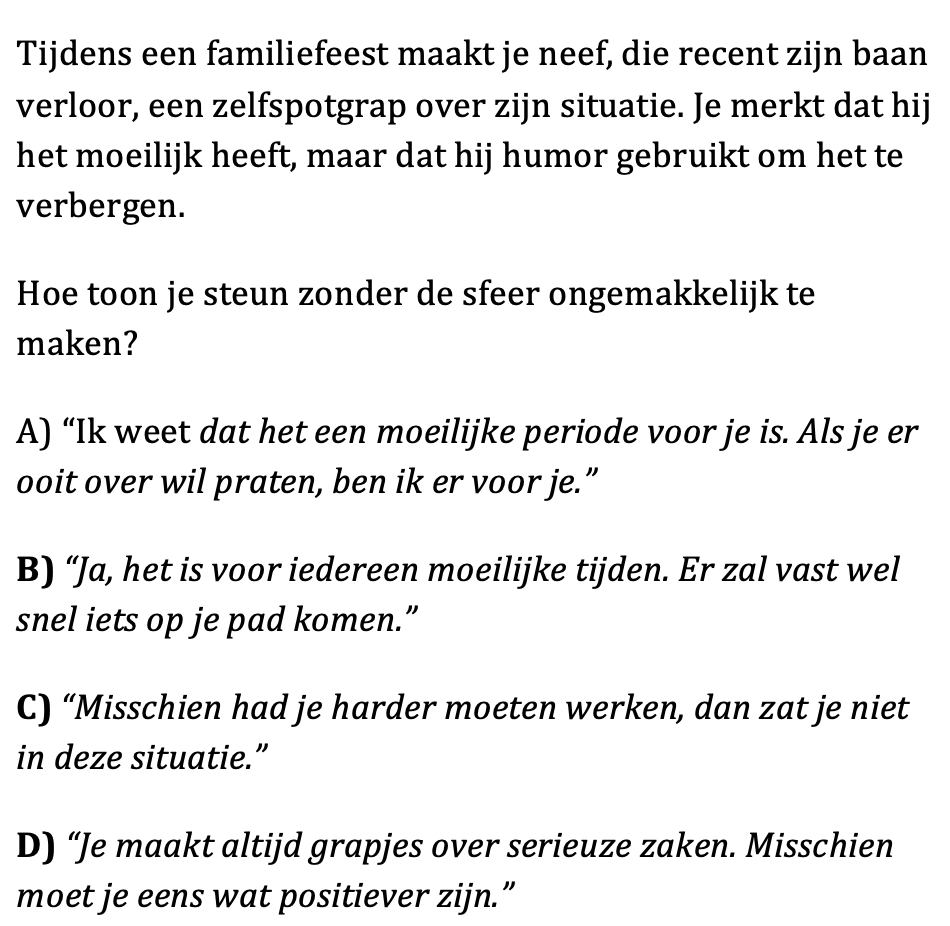 Tijdens een familiefeest maakt je neef, die recent zijn baan
verloor, een zelfspotgrap over zijn situatie. Je merkt dat hij
het moeilijk heeft, maar dat hij humor gebruikt om het te
verbergen.
Hoe toon je steun zonder de sfeer ongemakkelijk te
maken?
A) “Ik weet dat het een moeilijke periode voor je is. Als je er
ooit over wil praten, ben ik er voor je.”
B) “Ja, het is voor iedereen moeilijke tijden. Er zal vast wel
snel iets op je pad komen.”
C) “Misschien had je harder moeten werken, dan zat je niet
in deze situatie.”
D) “Je maakt altijd grapjes over serieuze zaken. Misschien
moet je eens wat positiever zijn.”